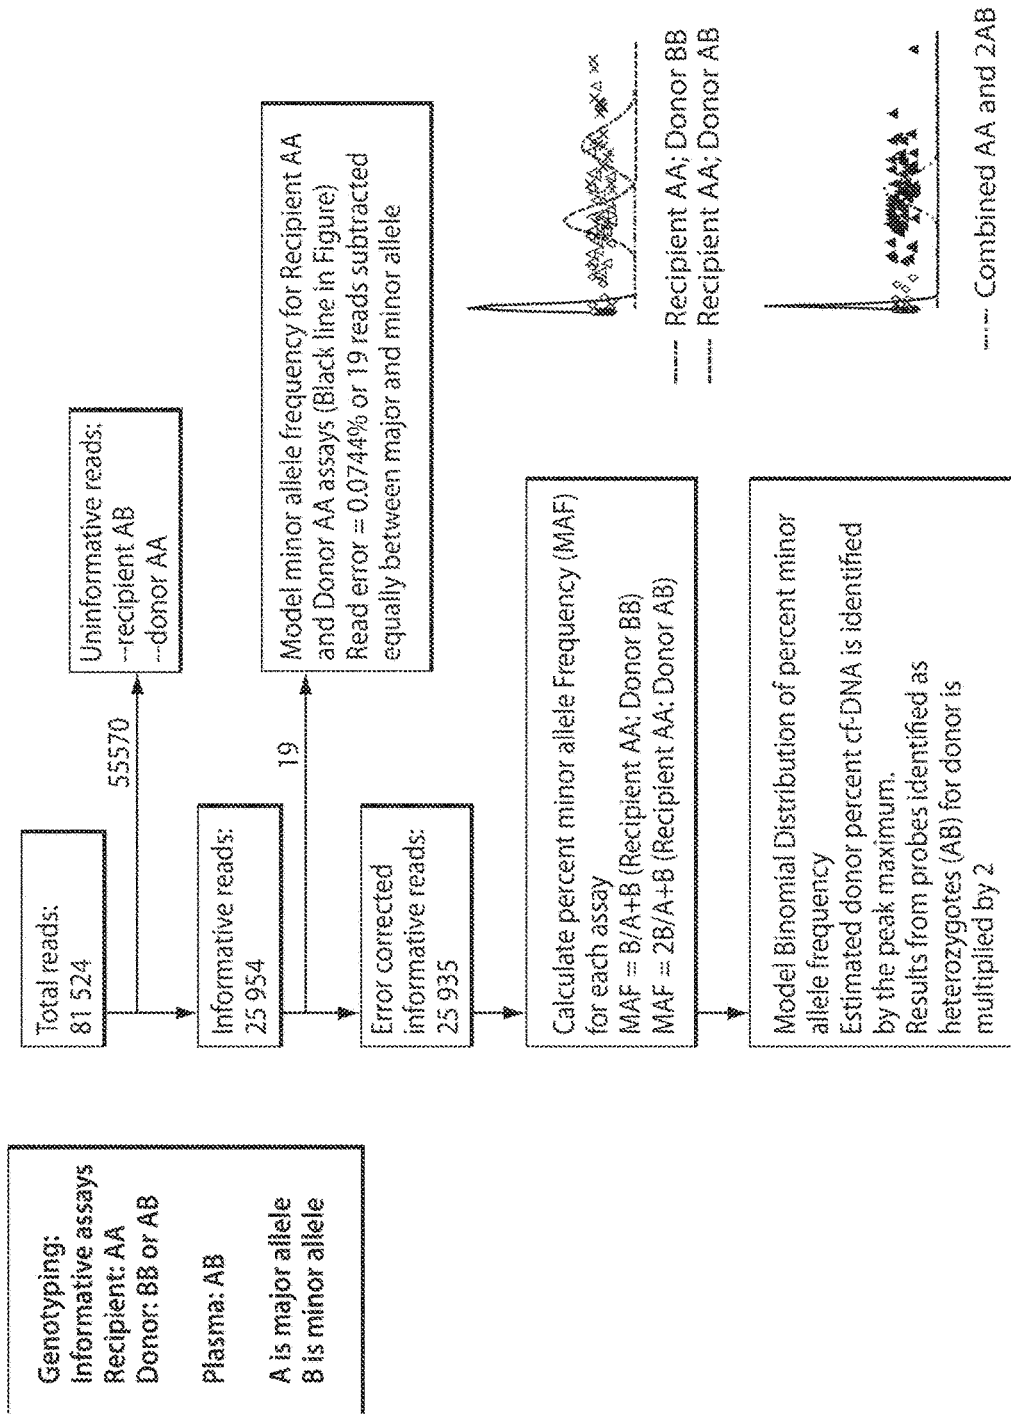 Genotyping:
Informative assays
Recipient: AA
Donor: BB or AB
Plasma: AB
A is major allele
B is minor allele
Total reads:
81 524
55570
Uninformative reads:
--recipient AB
--donor AA
Informative reads:
25 954
19
Model minor allele frequency for Recipient AA
and Donor AA assays (Black line in Figure)
Read error = 0.0744% or 19 reads subtracted
equally between major and minor allele
Error corrected
informative reads:
25 935
Calculate percent minor allele Frequency (MAF)
for each assay
MAF = B/A+B (Recipient AA: Donor BB)
MAF = 2B/A+B (Recipient AA: Donor AB)
Model Binomial Distribution of percent minor
allele frequency
Estimated donor percent cf-DNA is identified
by the peak maximum.
Results from probes identified as
heterozygotes (AB) for donor is
multiplied by 2
Recipient AA; Donor BB
Recipient AA; Donor AB
Combined AA and 2AB